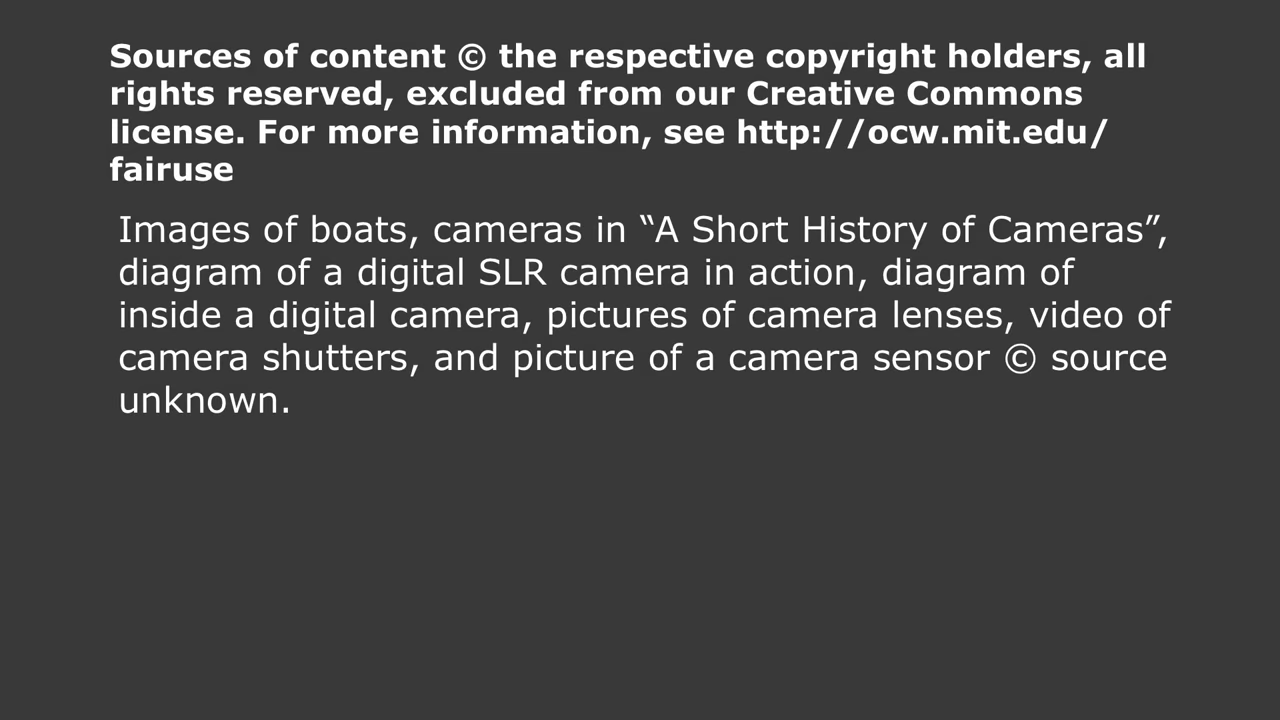 Sources of content © the respective copyright holders, all
rights reserved, excluded from our Creative Commons
license. For more information, see http://ocw.mit.edu/
fairuse
Images of boats, cameras in “A Short History of Cameras”,
diagram of a digital SLR camera in action, diagram of
inside a digital camera, pictures of camera lenses, video of
camera shutters, and picture of a camera sensor © source
unknown.